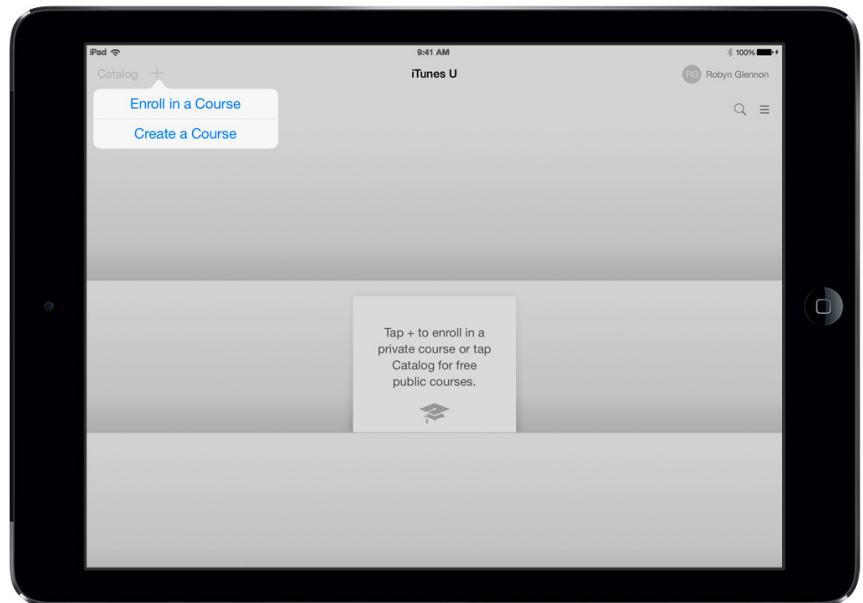 iPad 9:41 AM 100%
Catalog + iTunes U RG Robyn Glennon
Enroll in a Course
Create a Course
Tap + to enroll in a
private course or tap
Catalog for free
public courses.